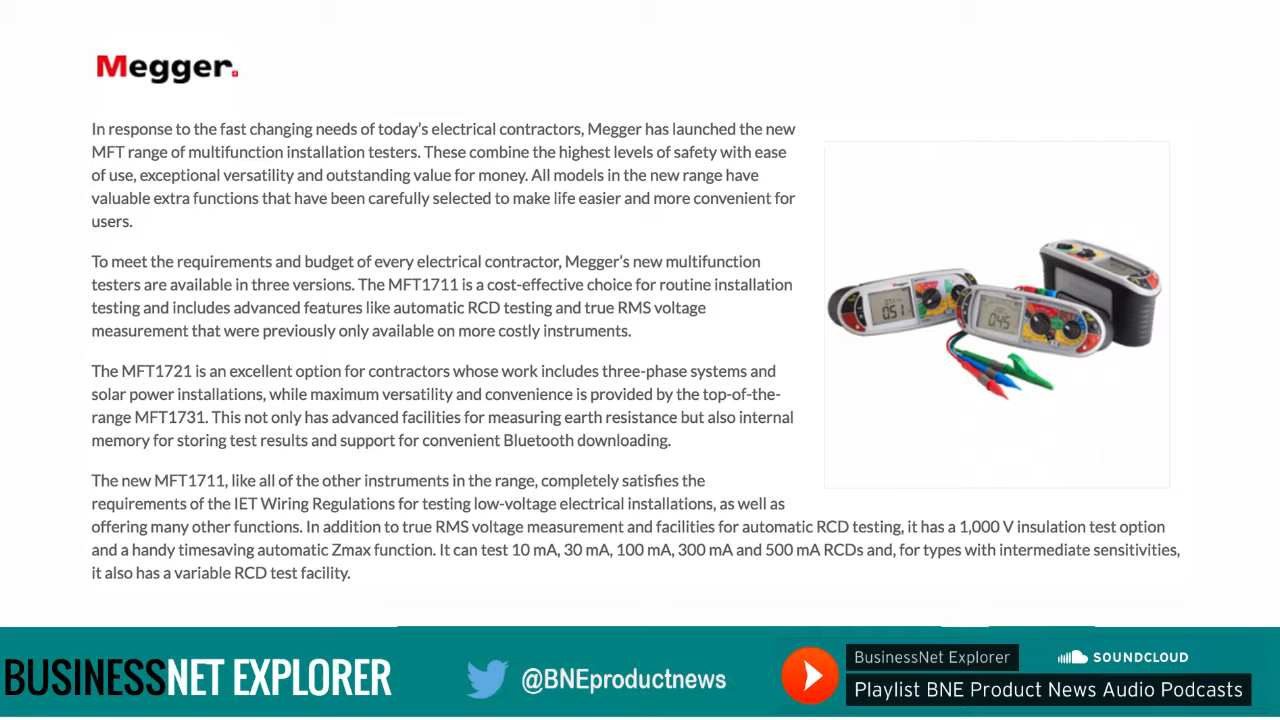 Megger.
In response to the fast changing needs of today's electrical contractors, Megger has launched the new
MFT range of multifunction installation testers. These combine the highest levels of safety with ease
of use, exceptional versatility and outstanding value for money. All models in the new range have
valuable extra functions that have been carefully selected to make life easier and more convenient for
users.
To meet the requirements and budget of every electrical contractor, Megger's new multifunction
testers are available in three versions. The MFT1711 is a cost-effective choice for routine installation
testing and includes advanced features like automatic RCD testing and true RMS voltage
measurement that were previously only available on more costly instruments.
The MFT1721 is an excellent option for contractors whose work includes three-phase systems and
solar power installations, while maximum versatility and convenience is provided by the top-of-the-
range MFT1731. This not only has advanced facilities for measuring earth resistance but also internal
memory for storing test results and support for convenient Bluetooth downloading.
The new MFT1711, like all of the other instruments in the range, completely satisfies the
requirements of the IET Wiring Regulations for testing low-voltage electrical installations, as well as
offering many other functions. In addition to true RMS voltage measurement and facilities for automatic RCD testing, it has a 1,000 V insulation test option
and a handy timesaving automatic Zmax function. It can test 10 mA, 30 mA, 100 mA, 300 mA and 500 mA RCDs and, for types with intermediate sensitivities,
it also has a variable RCD test facility.
Megger
0.51
Megger
0.45
BUSINESSNET EXPLORER
@BNEproductnews
BusinessNet Explorer
SOUNDCLOUD
Playlist BNE Product News Audio Podcasts